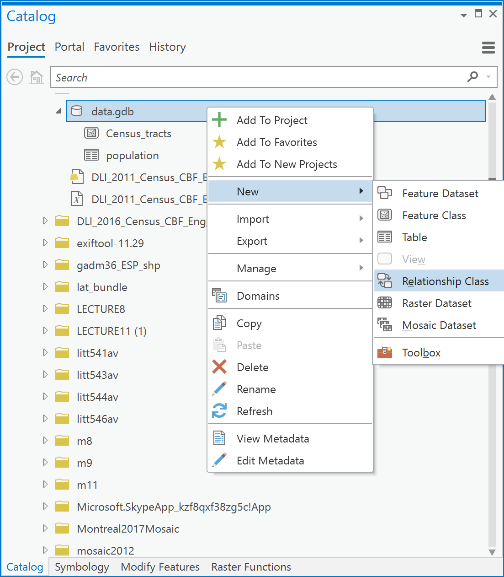 Catalog
Project Portal Favorites History
Search
data.gdb
Census_tracts
population
DLI_2011_Census_CBF_E
DLI_2011_Census_CBF_E
DLI_2016_Census_CBF_Eng
exiftool-11.29
gadm36_ESP_shp
lat_bundle
LECTURE8
LECTURE11 (1)
litt541av
litt543av
litt544av
litt546av
m8
m9
m11
Microsoft.SkypeApp_kzf8qxf38zg5c!App
Montreal2017Mosaic
mosaic2012
Add To Project
Add To Favorites
Add To New Projects
New
Import
Export
Manage
Domains
Copy
Paste
Delete
Rename
Refresh
View Metadata
Edit Metadata
Feature Dataset
Feature Class
Table
View
Relationship Class
Raster Dataset
Mosaic Dataset
Toolbox
Catalog Symbology Modify Features Raster Functions